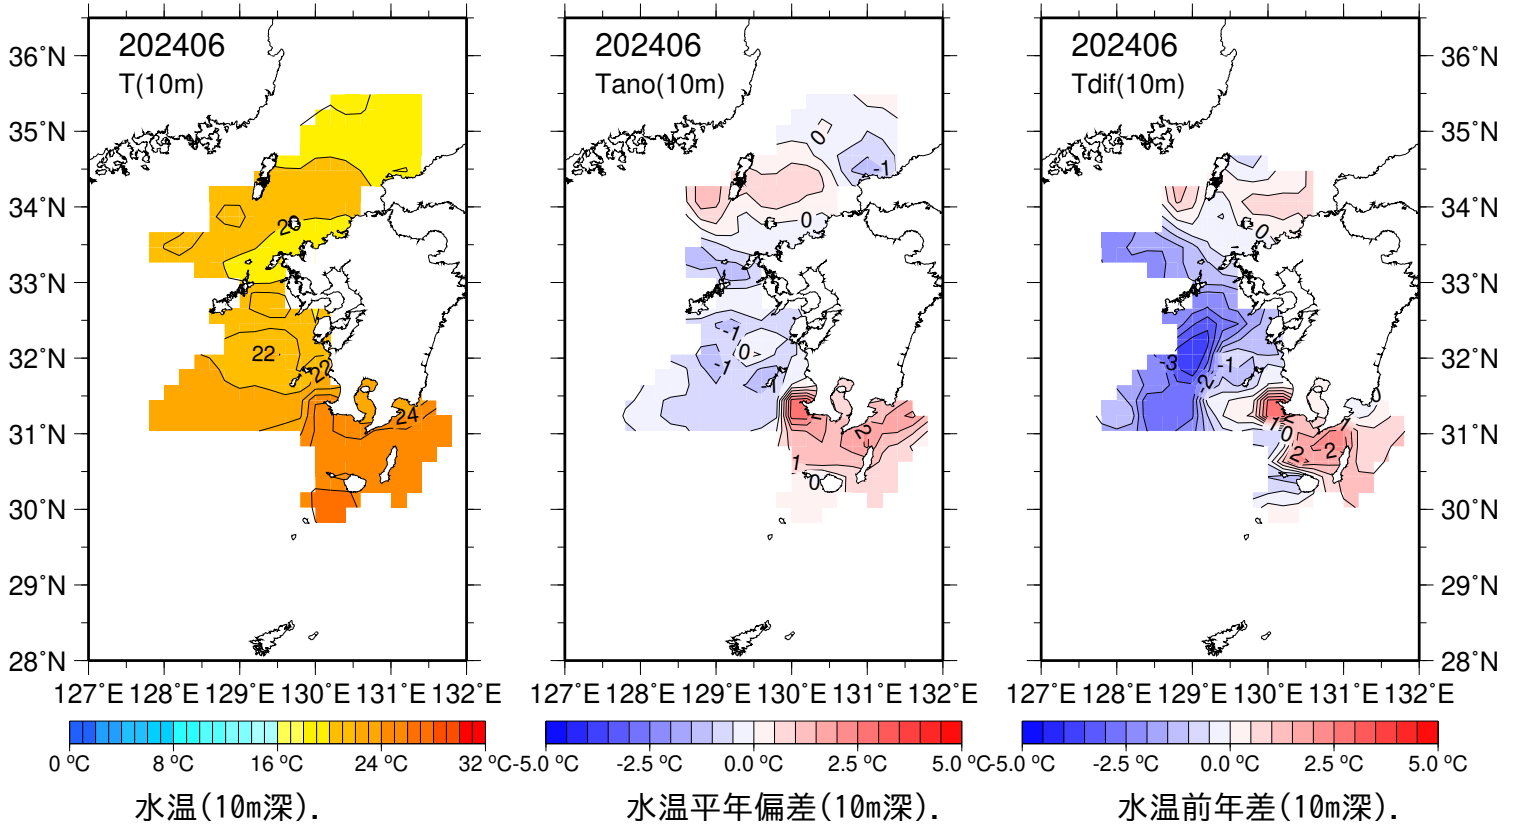 202406
T(10m)
202406
Tano(10m)
202406
Tdif(10m)
36°N
35°N
34°N
33°N
32°N
31°N
30°N
29°N
28°N
36°N
35°N
34°N
33°N
32°N
31°N
30°N
29°N
28°N
20
22
22
24
0
-1
0
-1
0
-1
-1
2
1
0
0
-1
-3
-2
-1
0
1
0
2
2
127°E 128°E 129°E 130°E 131°E 132°E
127°E 128°E 129°E 130°E 131°E 132°E
127°E 128°E 129°E 130°E 131°E 132°E
0 °C 8 °C 16 °C 24 °C 32 °C
-5.0 °C -2.5 °C 0.0 °C 2.5 °C 5.0 °C
-5.0 °C -2.5 °C 0.0 °C 2.5 °C 5.0 °C
水温(10m深).
水温平年偏差(10m深).
水温前年差(10m深).